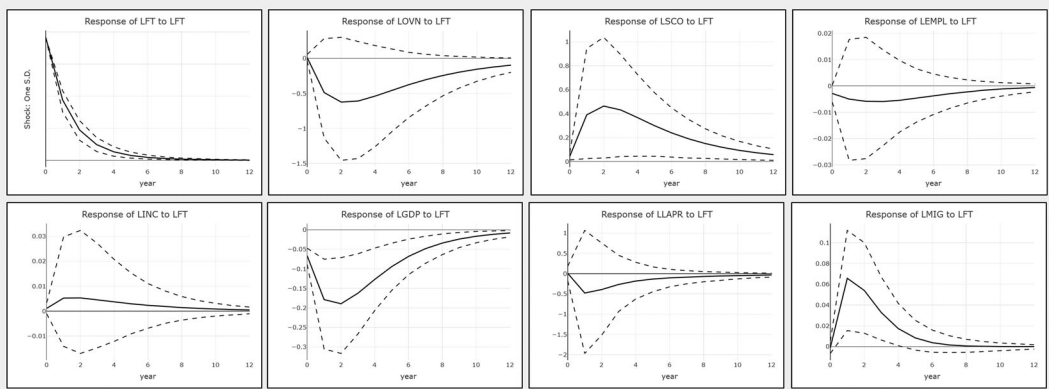 Response of LFT to LFT
Shock: One S.D.
0 2 4 6 8 10 12
year
Response of LOVN to LFT
0
−0.5
−1
−1.5
0 2 4 6 8 10 12
year
Response of LSCO to LFT
1
0.8
0.6
0.4
0.2
0
0 2 4 6 8 10 12
year
Response of LEMPL to LFT
0.02
0.01
0
−0.01
−0.02
−0.03
0 2 4 6 8 10 12
year
Response of LINC to LFT
0.03
0.02
0.01
0
−0.01
0 2 4 6 8 10 12
year
Response of LGDP to LFT
0
−0.05
−0.1
−0.15
−0.2
−0.25
−0.3
0 2 4 6 8 10 12
year
Response of LLAPR to LFT
1
0.5
0
−0.5
−1
−1.5
−2
0 2 4 6 8 10 12
year
Response of LMIG to LFT
0.1
0.08
0.06
0.04
0.02
0
0 2 4 6 8 10 12
year